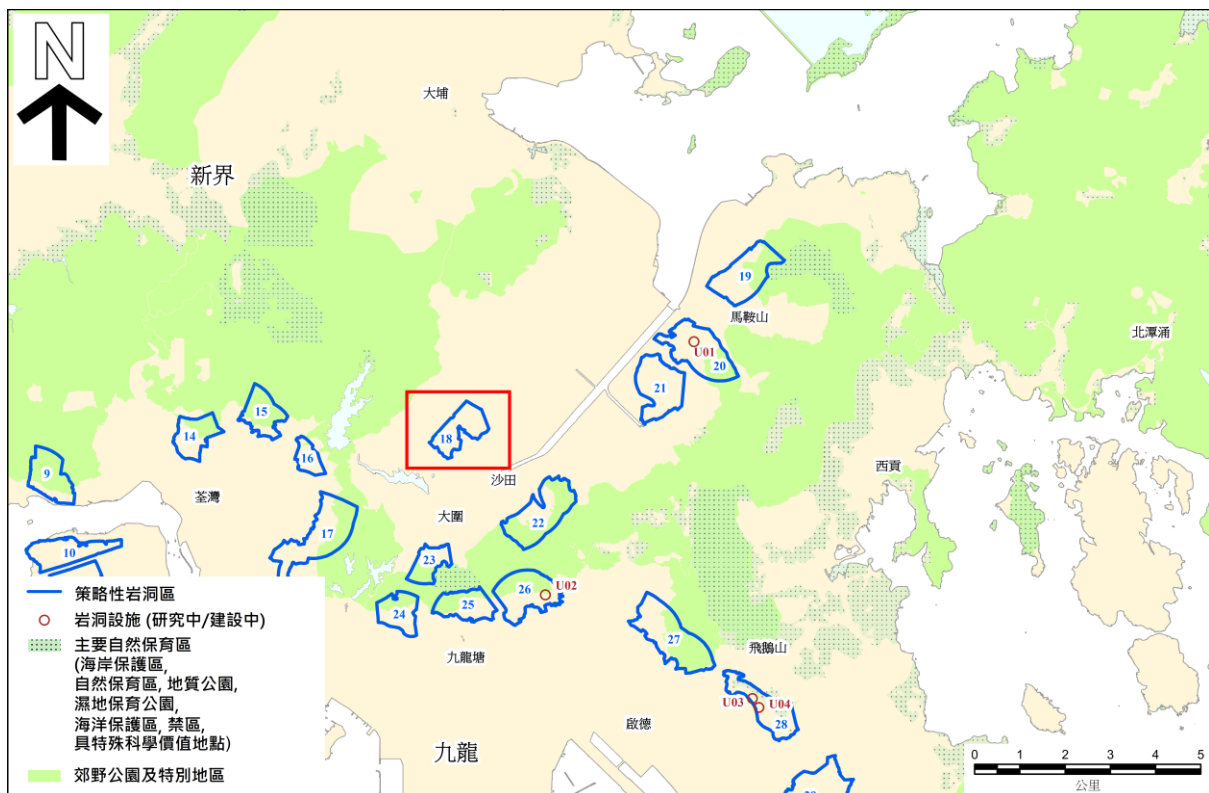 N
大埔
新界
19
馬鞍山
北潭涌
U01
20
21
15
14
18
16
9
西貢
沙田
荃灣
大圍
22
17
10
23
U02
26
25
24
27
九龍塘
飛鵝山
U03
U04
28
啟德
九龍
策略性岩洞區
岩洞設施 (研究中/建設中)
主要自然保育區
(海岸保護區,
自然保育區, 地質公園,
濕地保育公園,
海洋保護區, 禁區,
具特殊科學價值地點)
郊野公園及特別地區
0 1 2 3 4 5
公里